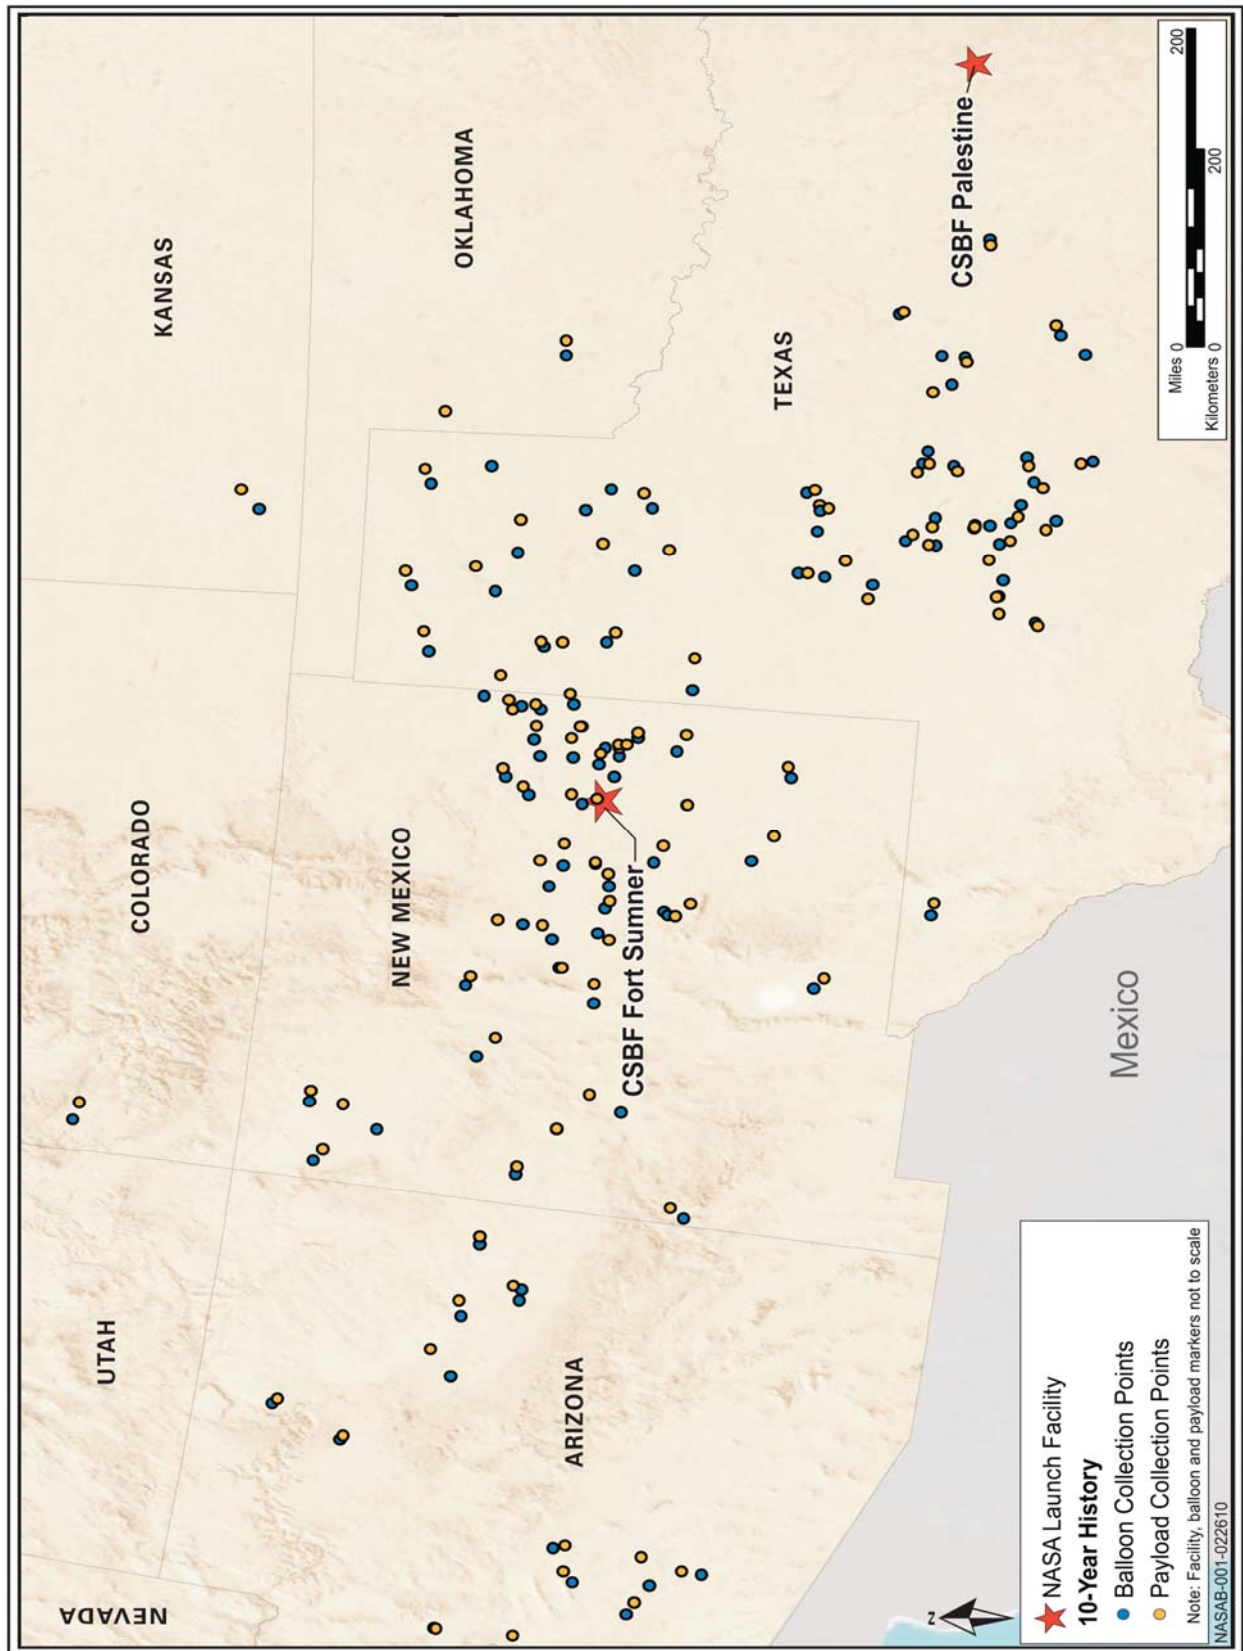 NEVADA
UTAH
COLORADO
KANSAS
ARIZONA
NEW MEXICO
OKLAHOMA
TEXAS
CSBF Fort Sumner
CSBF Palestine
Mexico
N
NASA Launch Facility
10-Year History
Balloon Collection Points
Payload Collection Points
Note: Facility, balloon and payload markers not to scale
NASAB-001-022610
Miles 0 200
Kilometers 0 200